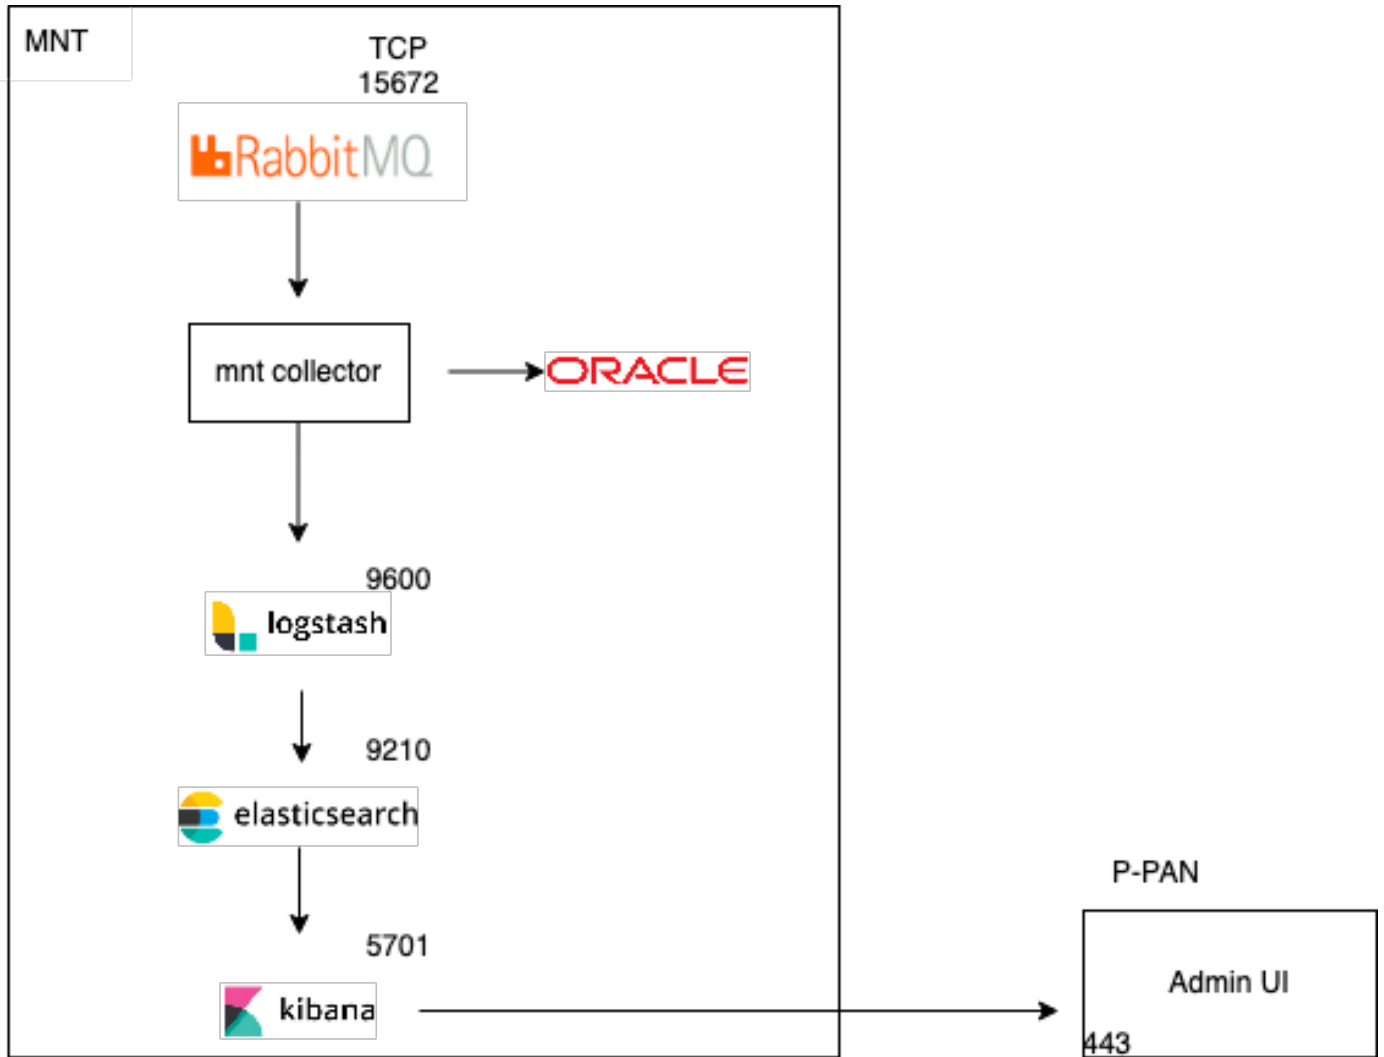 MNT
TCP
15672
RabbitMQ
mnt collector
ORACLE
9600
logstash
9210
elasticsearch
5701
kibana
P-PAN
Admin UI
443